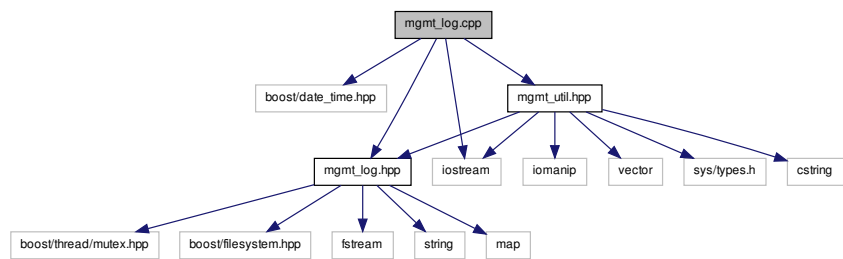 mgmt_log.cpp
boost/date_time.hpp
mgmt_util.hpp
mgmt_log.hpp
iostream
iomanip
vector
sys/types.h
cstring
boost/thread/mutex.hpp
boost/filesystem.hpp
fstream
string
map